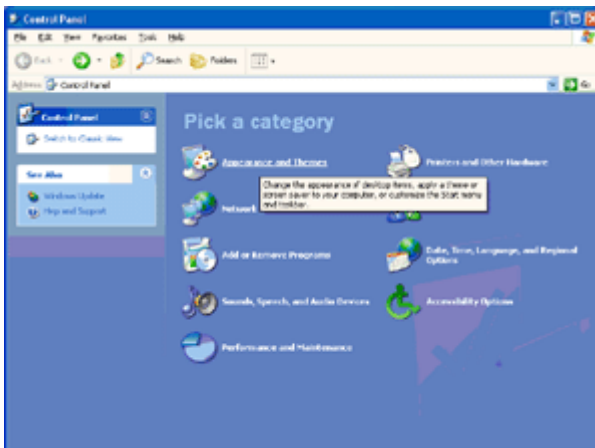 Control Panel
File Edit View Favorites Tools Help
Back Search Folders
Address Control Panel Go
Control Panel
Switch to Classic View
See Also
Windows Update
Help and Support
Pick a category
Appearance and Themes
Printers and Other Hardware
Change the appearance of desktop items, apply a theme or
screen saver to your computer, or customize the Start menu
and taskbar.
Network
Add or Remove Programs
Date, Time, Language, and Regional
Options
Sounds, Speech, and Audio Devices
Accessibility Options
Performance and Maintenance